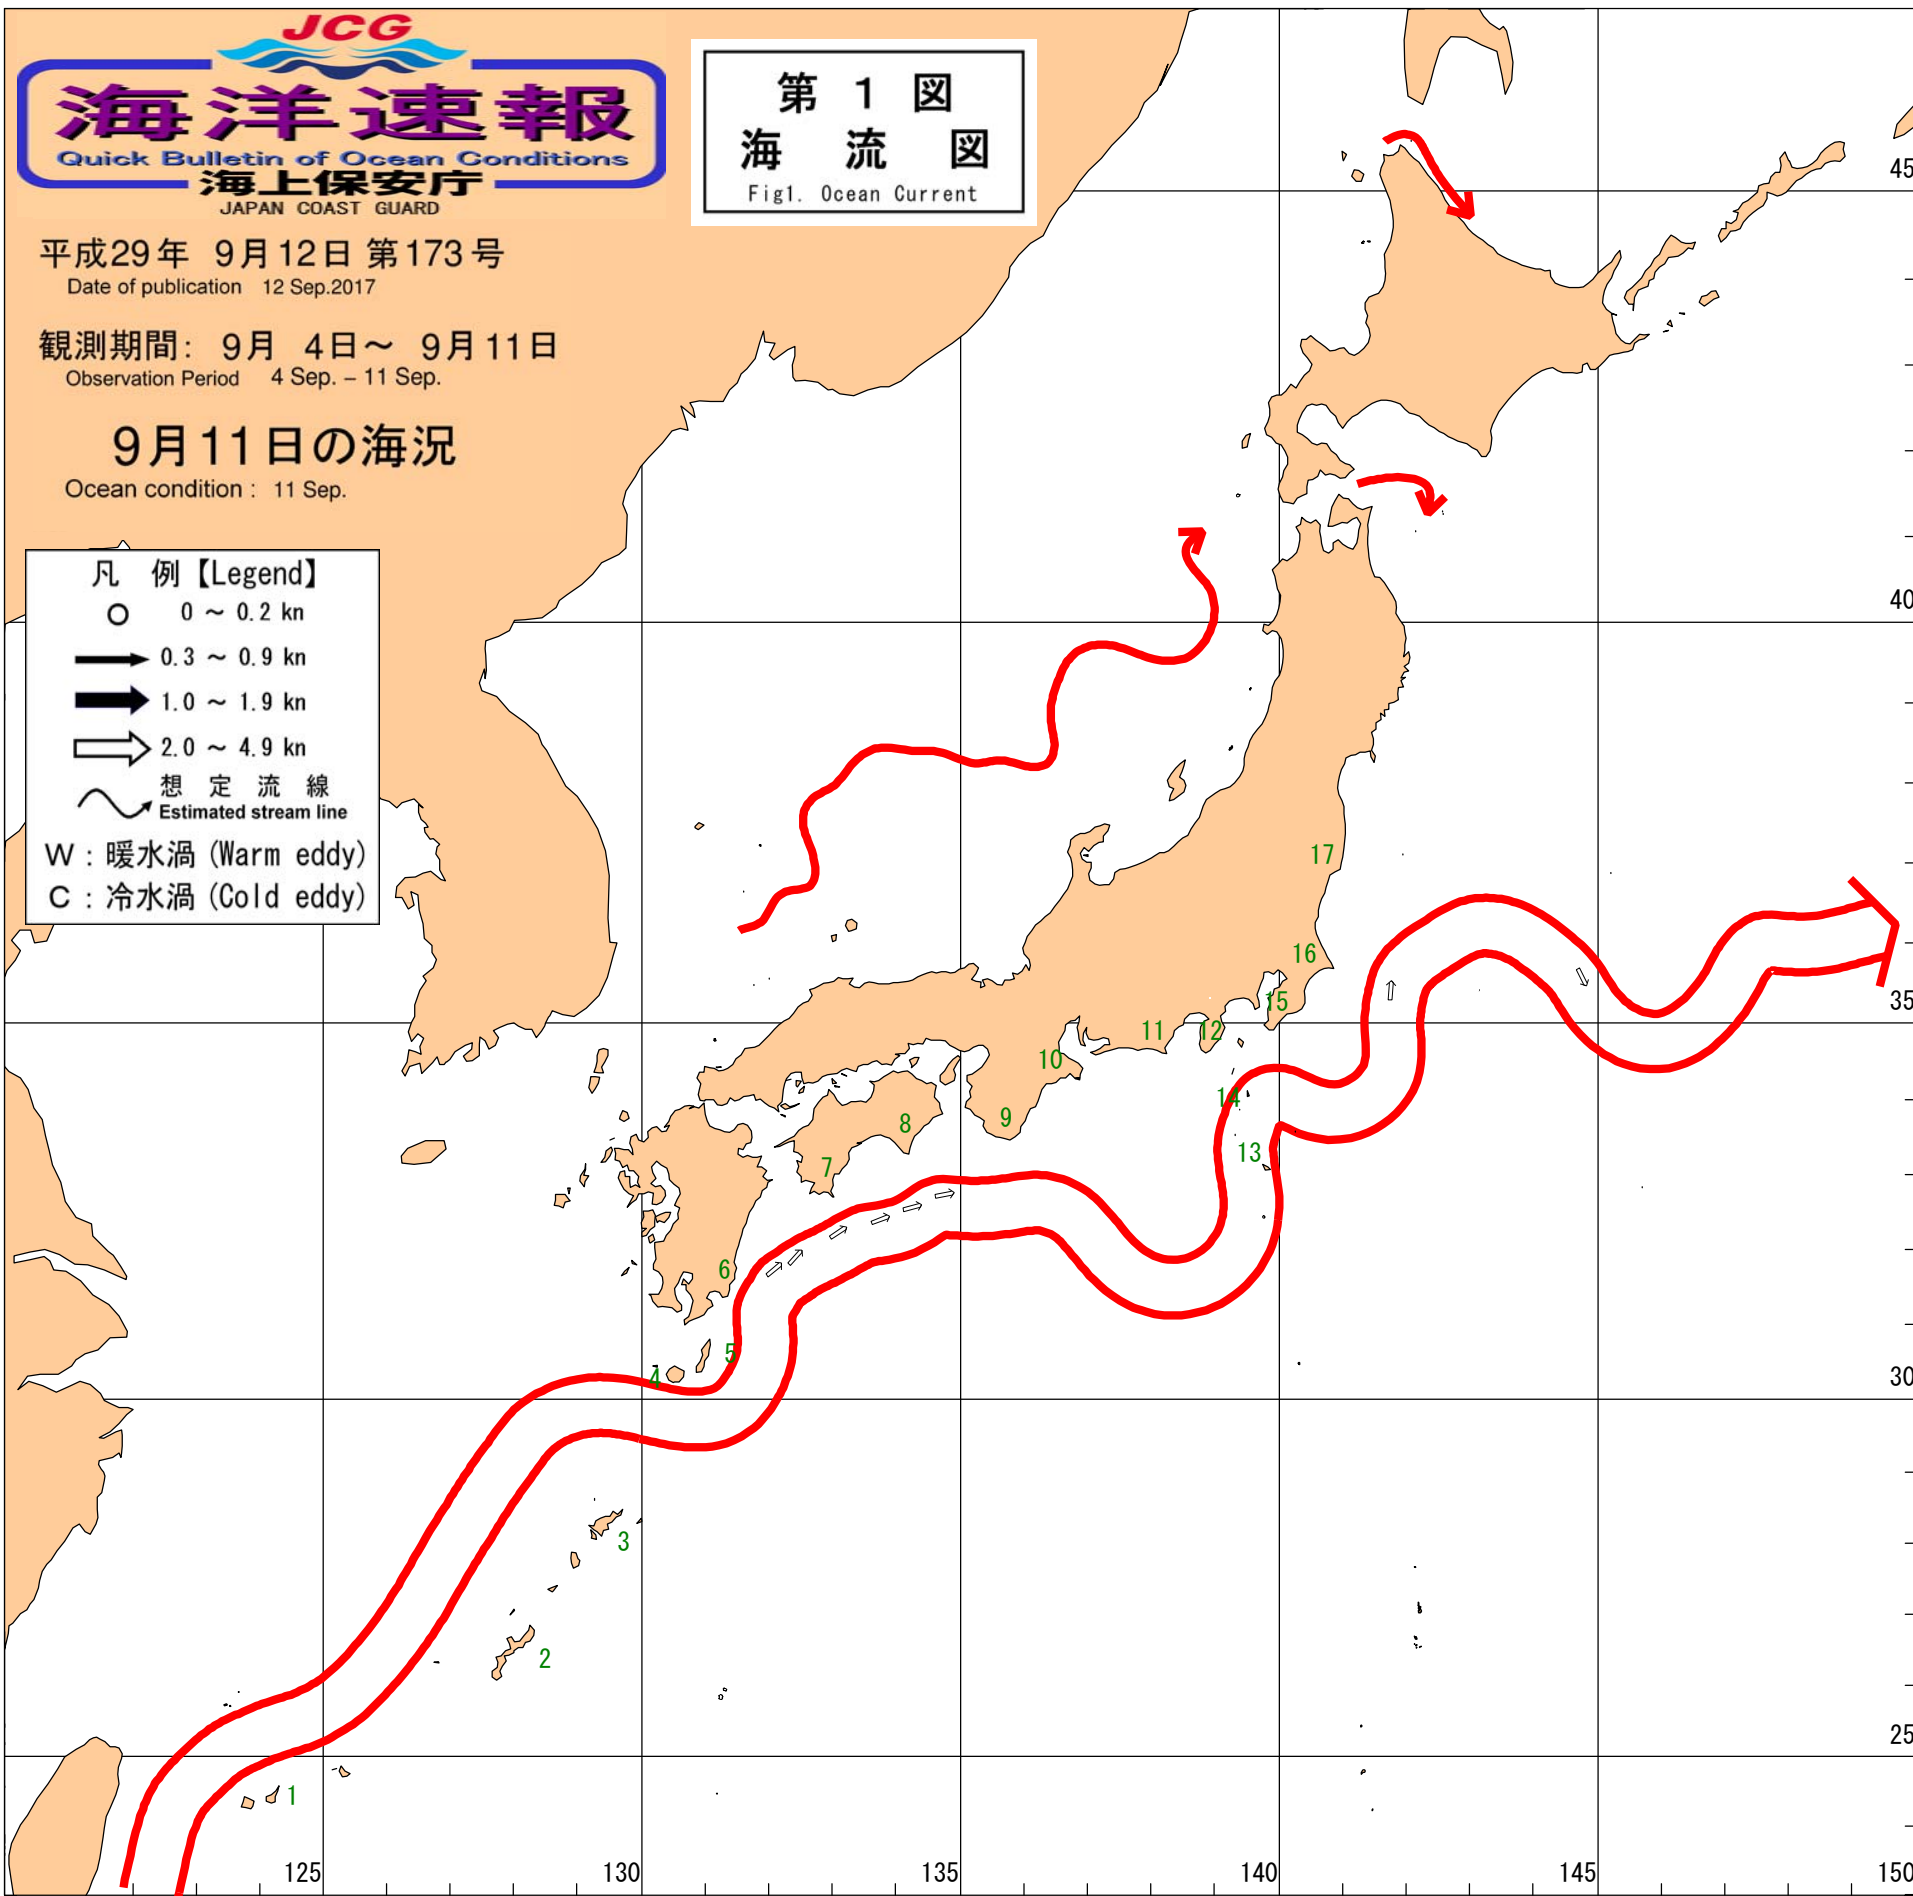 JCG
海洋速報
Quick Bulletin of Ocean Conditions
海上保安庁
JAPAN COAST GUARD
平成29年 9月12日 第173号
Date of publication 12 Sep.2017
観測期間: 9月 4日～ 9月11日
Observation Period 4 Sep. – 11 Sep.
9月11日の海況
Ocean condition : 11 Sep.
第 1 図
海 流 図
Fig1. Ocean Current
凡 例【Legend】
0 ～ 0.2 kn
0.3 ～ 0.9 kn
1.0 ～ 1.9 kn
2.0 ～ 4.9 kn
想 定 流 線
Estimated stream line
W : 暖水渦 (Warm eddy)
C : 冷水渦 (Cold eddy)
45
40
17
16
35
15
11
12
10
14
9
8
13
7
6
5
4
30
3
2
25
1
125
130
135
140
145
150